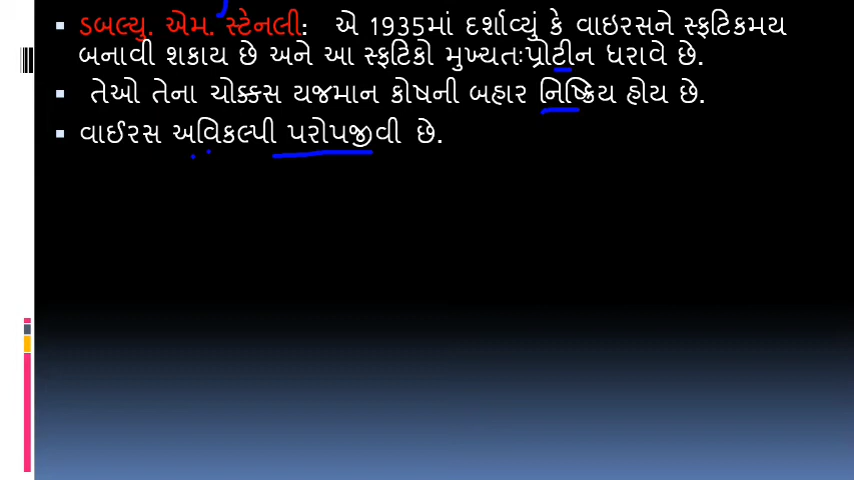 ડબલ્યુ. એમ. સ્ટેનલી: એ 1935માં દર્શાવ્યું કે વાઇરસને સ્ફટિકમય
બનાવી શકાય છે અને આ સ્ફટિકો મુખ્યતઃપ્રોટીન ધરાવે છે.
તેઓ તેના ચોક્ક્સ યજમાન કોષની બહાર નિષ્ક્રિય હોય છે.
વાઈરસ અવિકલ્પી પરોપજીવી છે.